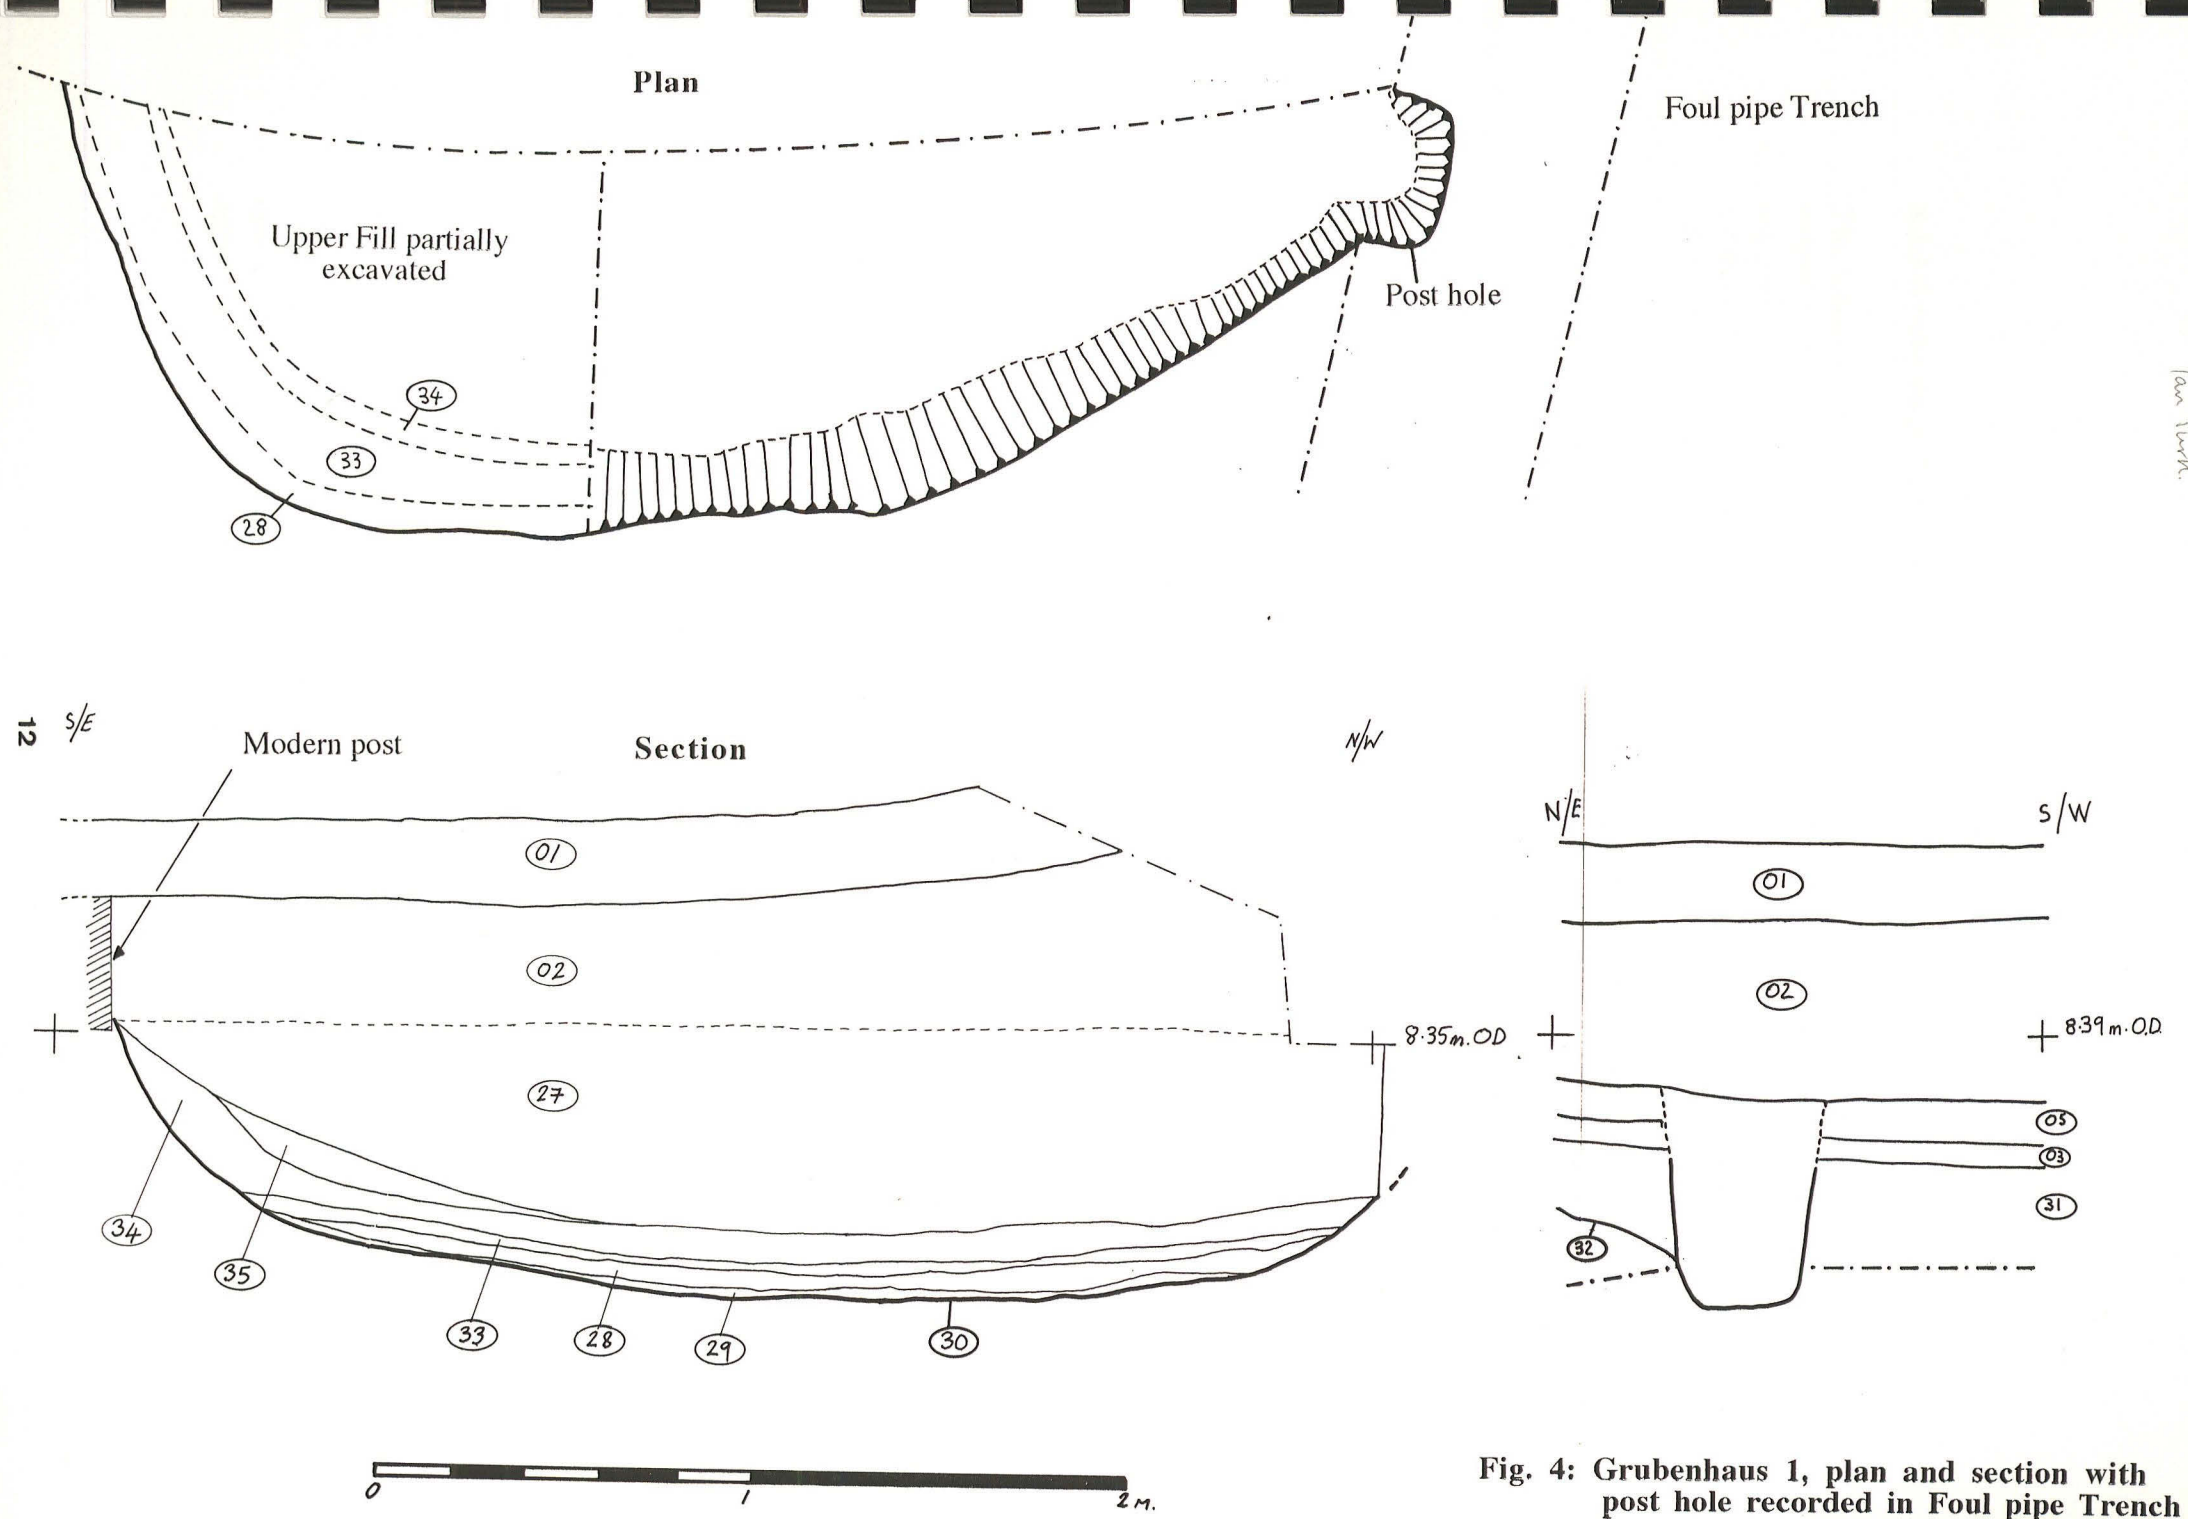 Plan
Foul pipe Trench
Upper Fill partially
excavated
Post hole
34
33
28
12
S/E
Modern post
Section
N/W
N/E
S/W
01
02
27
8.35m.OD
01
02
8.39m.O.D.
05
03
31
32
34
35
33
28
29
30
0
1
2 M.
Fig. 4: Grubenhaus 1, plan and section with
post hole recorded in Foul pipe Trench